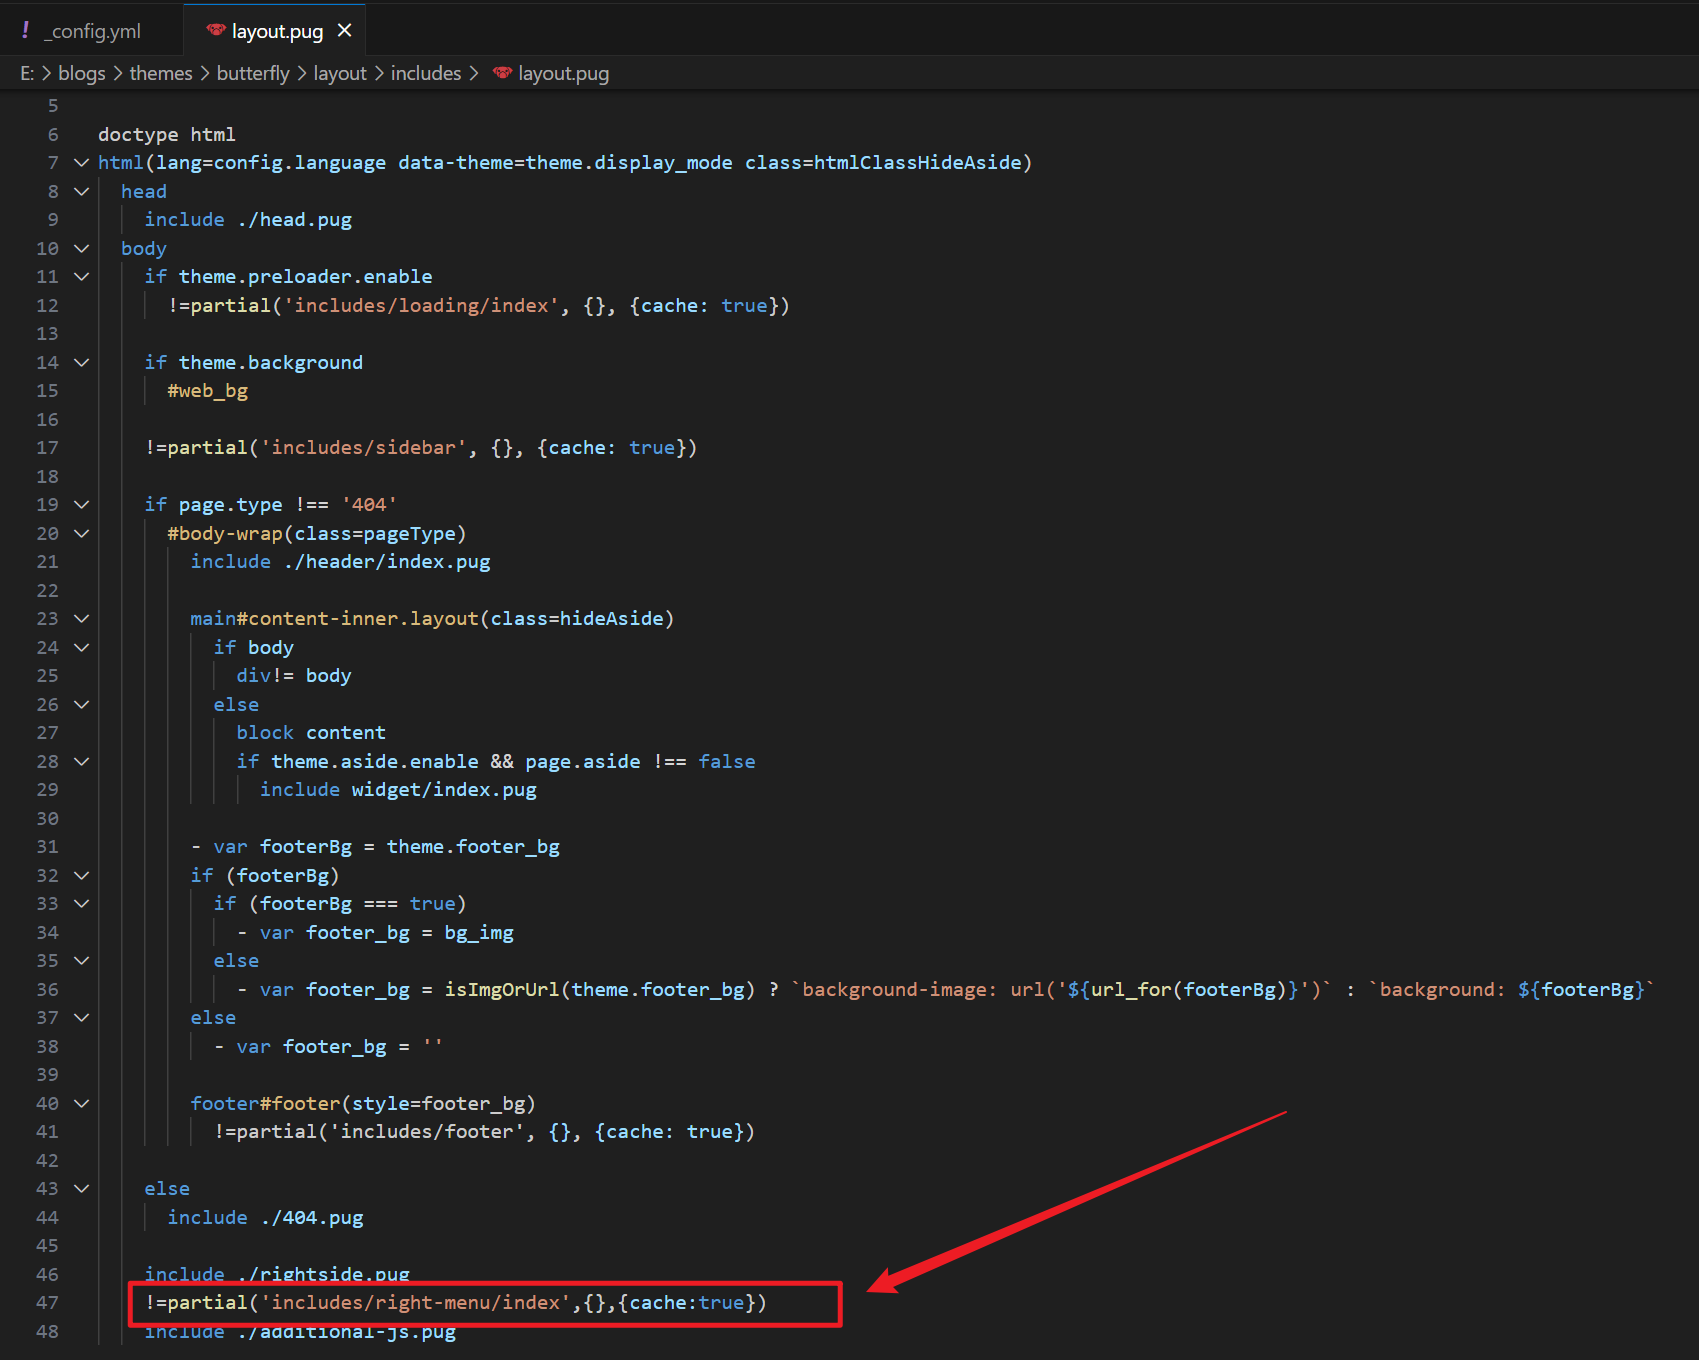 ! _config.yml layout.pug ×
E: > blogs > themes > butterfly > layout > includes > layout.pug
5
6 doctype html
7 html(lang=config.language data-theme=theme.display_mode class=htmlClassHideAside)
8 head
9 include ./head.pug
10 body
11 if theme.preloader.enable
12 !=partial('includes/loading/index', {}, {cache: true})
13
14 if theme.background
15 #web_bg
16
17 !=partial('includes/sidebar', {}, {cache: true})
18
19 if page.type !== '404'
20 #body-wrap(class=pageType)
21 include ./header/index.pug
22
23 main#content-inner.layout(class=hideAside)
24 if body
25 div!= body
26 else
27 block content
28 if theme.aside.enable && page.aside !== false
29 include widget/index.pug
30
31 - var footerBg = theme.footer_bg
32 if (footerBg)
33 if (footerBg === true)
34 - var footer_bg = bg_img
35 else
36 - var footer_bg = isImgOrUrl(theme.footer_bg) ? `background-image: url('${url_for(footerBg)}')` : `background: ${footerBg}`
37 else
38 - var footer_bg = ''
39
40 footer#footer(style=footer_bg)
41 !=partial('includes/footer', {}, {cache: true})
42
43 else
44 include ./404.pug
45
46 include ./rightside.pug
47 !=partial('includes/right-menu/index',{},{cache:true})
48 include ./additional-js.pug